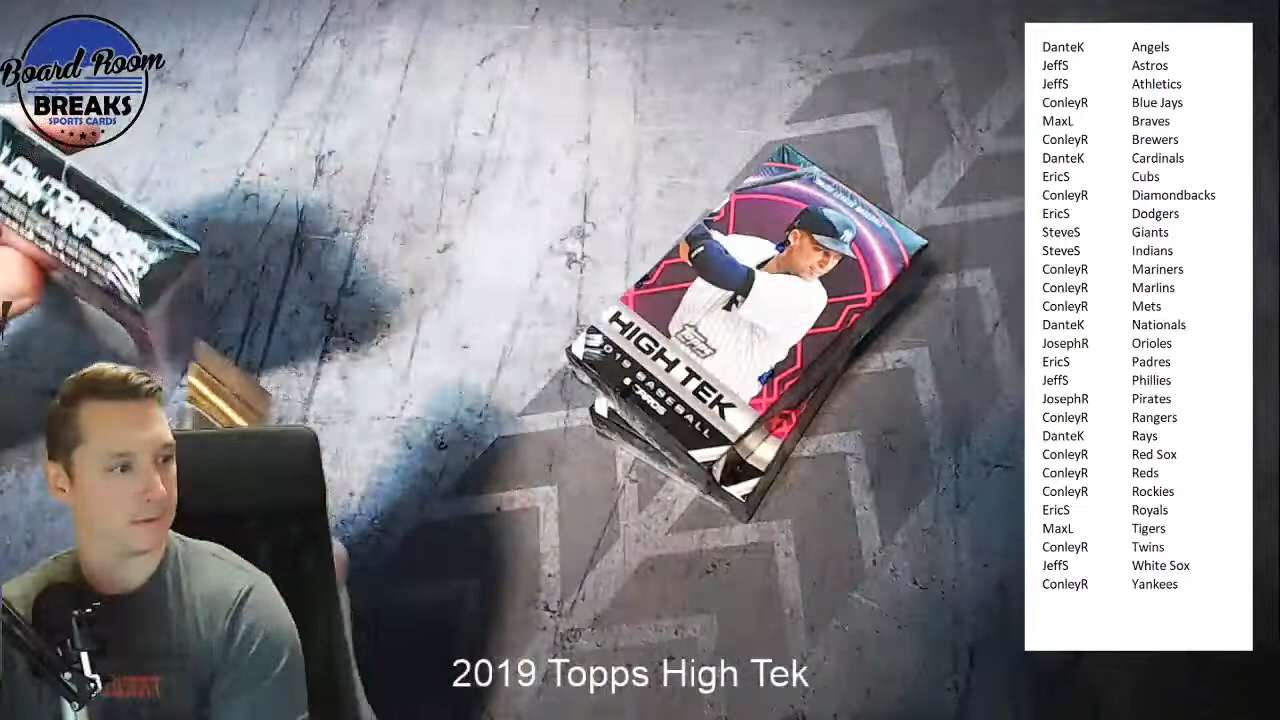 Board Room
BREAKS
SPORTS CARDS
HIGH TEK
2019 BASEBALL
CARDS
topps
2019 Topps High Tek
DanteK Angels
JeffS Astros
JeffS Athletics
ConleyR Blue Jays
MaxL Braves
ConleyR Brewers
DanteK Cardinals
EricS Cubs
ConleyR Diamondbacks
EricS Dodgers
SteveS Giants
SteveS Indians
ConleyR Mariners
ConleyR Marlins
ConleyR Mets
DanteK Nationals
JosephR Orioles
EricS Padres
JeffS Phillies
JosephR Pirates
ConleyR Rangers
DanteK Rays
ConleyR Red Sox
ConleyR Reds
ConleyR Rockies
EricS Royals
MaxL Tigers
ConleyR Twins
JeffS White Sox
ConleyR Yankees